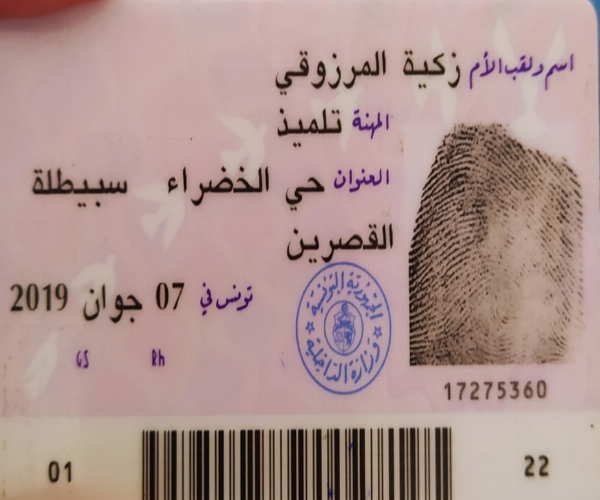 اسم ولقب الأم زكية المرزوقي
المهنة تلميذ
العنوان حي الخضراء سبيطلة
القصرين
تونس في 07 جوان 2019
GS Rh
الجمهورية التونسية
وزارة الداخلية
17275360
01 22